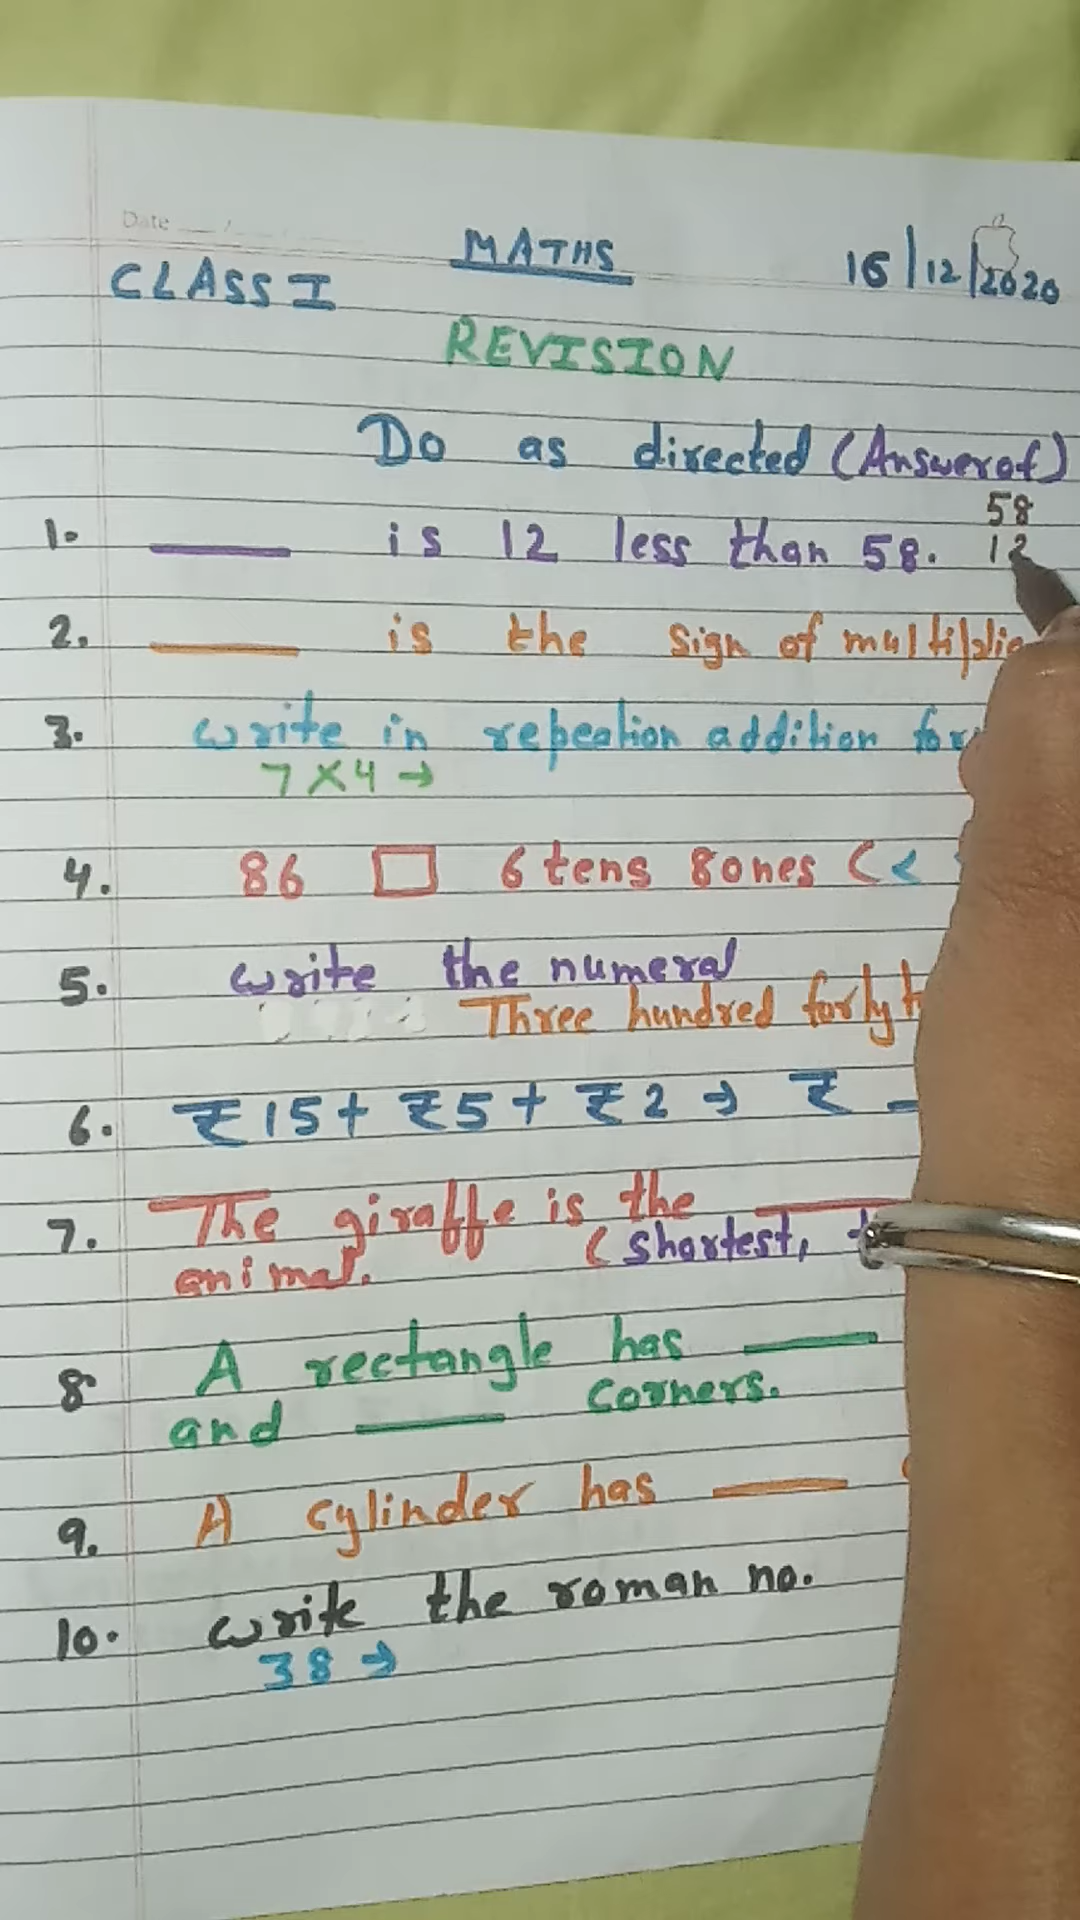 Date
MATHS
CLASS I
16/12/2020
REVISION
Do as directed (Answer of)
58
1. ____ is 12 less than 58. 12
2. ____ is the sign of
3. write in repeation addition
7 X 4 →
4. 86 □ 6 tens 8 ones ( <
5. write the numeral
Three hundred forty
6. ₹15 + ₹5 + ₹2 → ₹ _
7. The giraffe is the ____
animal. (shortest,
8. A rectangle has ____
and ____ corners.
9. A cylinder has ____
10. write the roman no.
38 →